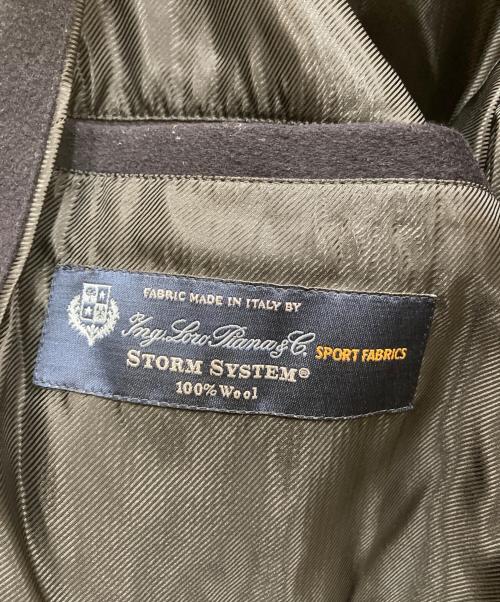 FABRIC MADE IN ITALY BY
Ing. Loro Piana & C. SPORT FABRICS
STORM SYSTEM®
100% Wool